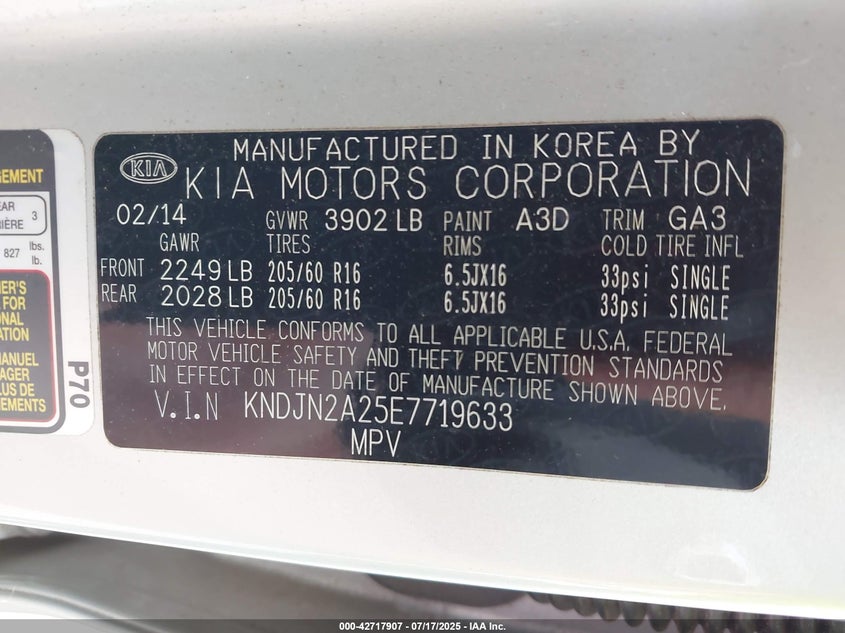 GEMENT
EAR
RIÈRE 3
827 lbs.
lb.
P70
KIA
MANUFACTURED IN KOREA BY
KIA MOTORS CORPORATION
02/14 GVWR 3902 LB PAINT A3D TRIM GA3
GAWR TIRES RIMS COLD TIRE INFL
FRONT 2249 LB 205/60 R16 6.5JX16 33psi SINGLE
REAR 2028 LB 205/60 R16 6.5JX16 33psi SINGLE
THIS VEHICLE CONFORMS TO ALL APPLICABLE U.S.A. FEDERAL
MOTOR VEHICLE SAFETY AND THEFT PREVENTION STANDARDS
IN EFFECT ON THE DATE OF MANUFACTURE SHOWN ABOVE.
V.I.N KNDJN2A25E7719633
MPV
ER'S
FOR
NAL
ATION
MANUEL
AGER
LUS DE
EMENTS
000-42717907 - 07/17/2025 - IAA Inc.